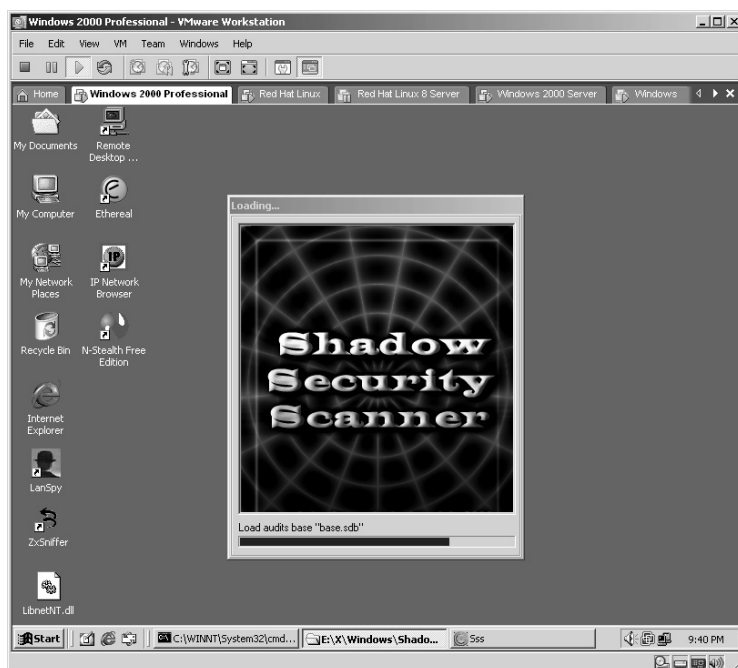 Windows 2000 Professional - VMware Workstation
File Edit View VM Team Windows Help
Home Windows 2000 Professional Red Hat Linux Red Hat Linux 8 Server Windows 2000 Server Windows
My Documents
Remote Desktop ...
My Computer
Ethereal
My Network Places
IP
IP Network Browser
Recycle Bin
N-Stealth Free Edition
Internet Explorer
LanSpy
ZxSniffer
LibnetNT.dll
Loading...
Shadow
Security
Scanner
Load audits base "base.sdb"
Start C:\WINNT\System32\cmd... E:\X\Windows\Shado... Sss 9:40 PM